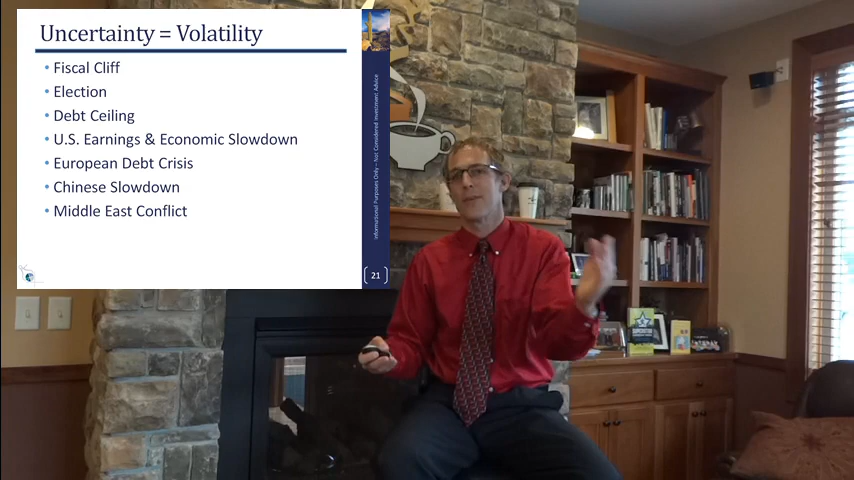 Uncertainty = Volatility
• Fiscal Cliff
• Election
• Debt Ceiling
• U.S. Earnings & Economic Slowdown
• European Debt Crisis
• Chinese Slowdown
• Middle East Conflict
Informational Purposes Only – Not Considered Investment Advice
21